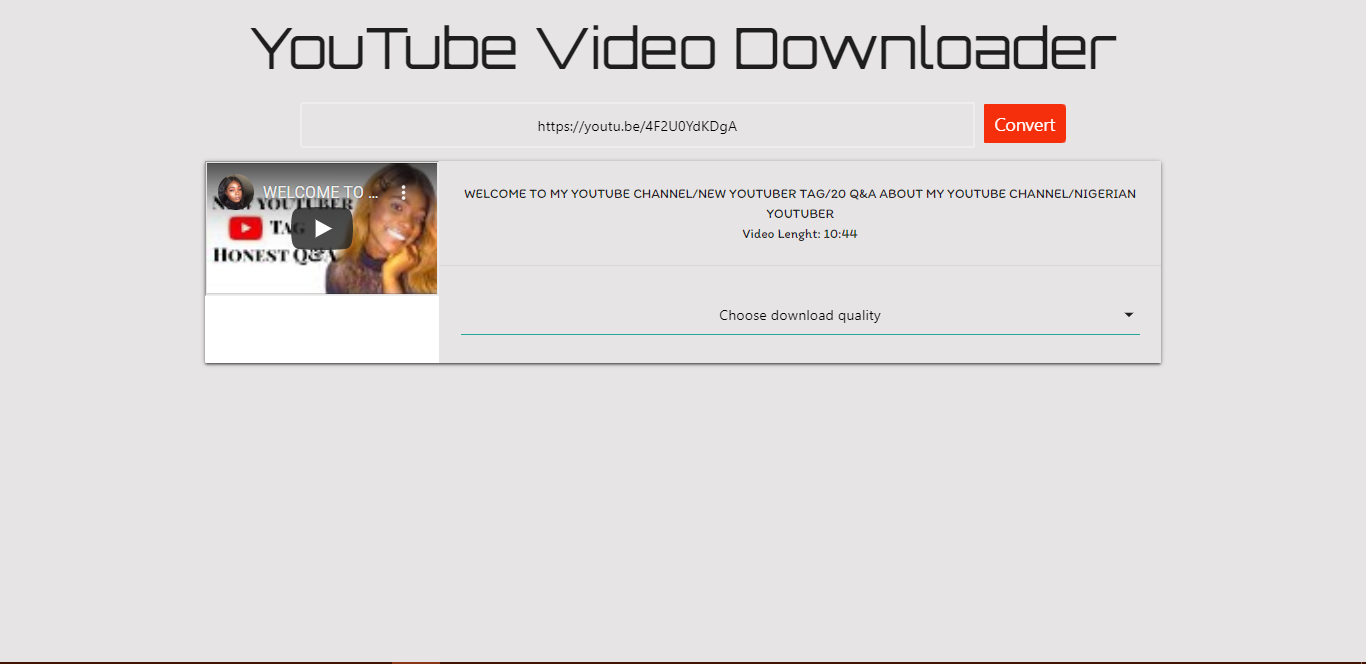 YouTube Video Downloader
https://youtu.be/4F2U0YdKDgA
Convert
WELCOME TO ...
NEW YOUTUBER
TAG
HONEST Q&A
WELCOME TO MY YOUTUBE CHANNEL/NEW YOUTUBER TAG/20 Q&A ABOUT MY YOUTUBE CHANNEL/NIGERIAN
YOUTUBER
Video Lenght: 10:44
Choose download quality